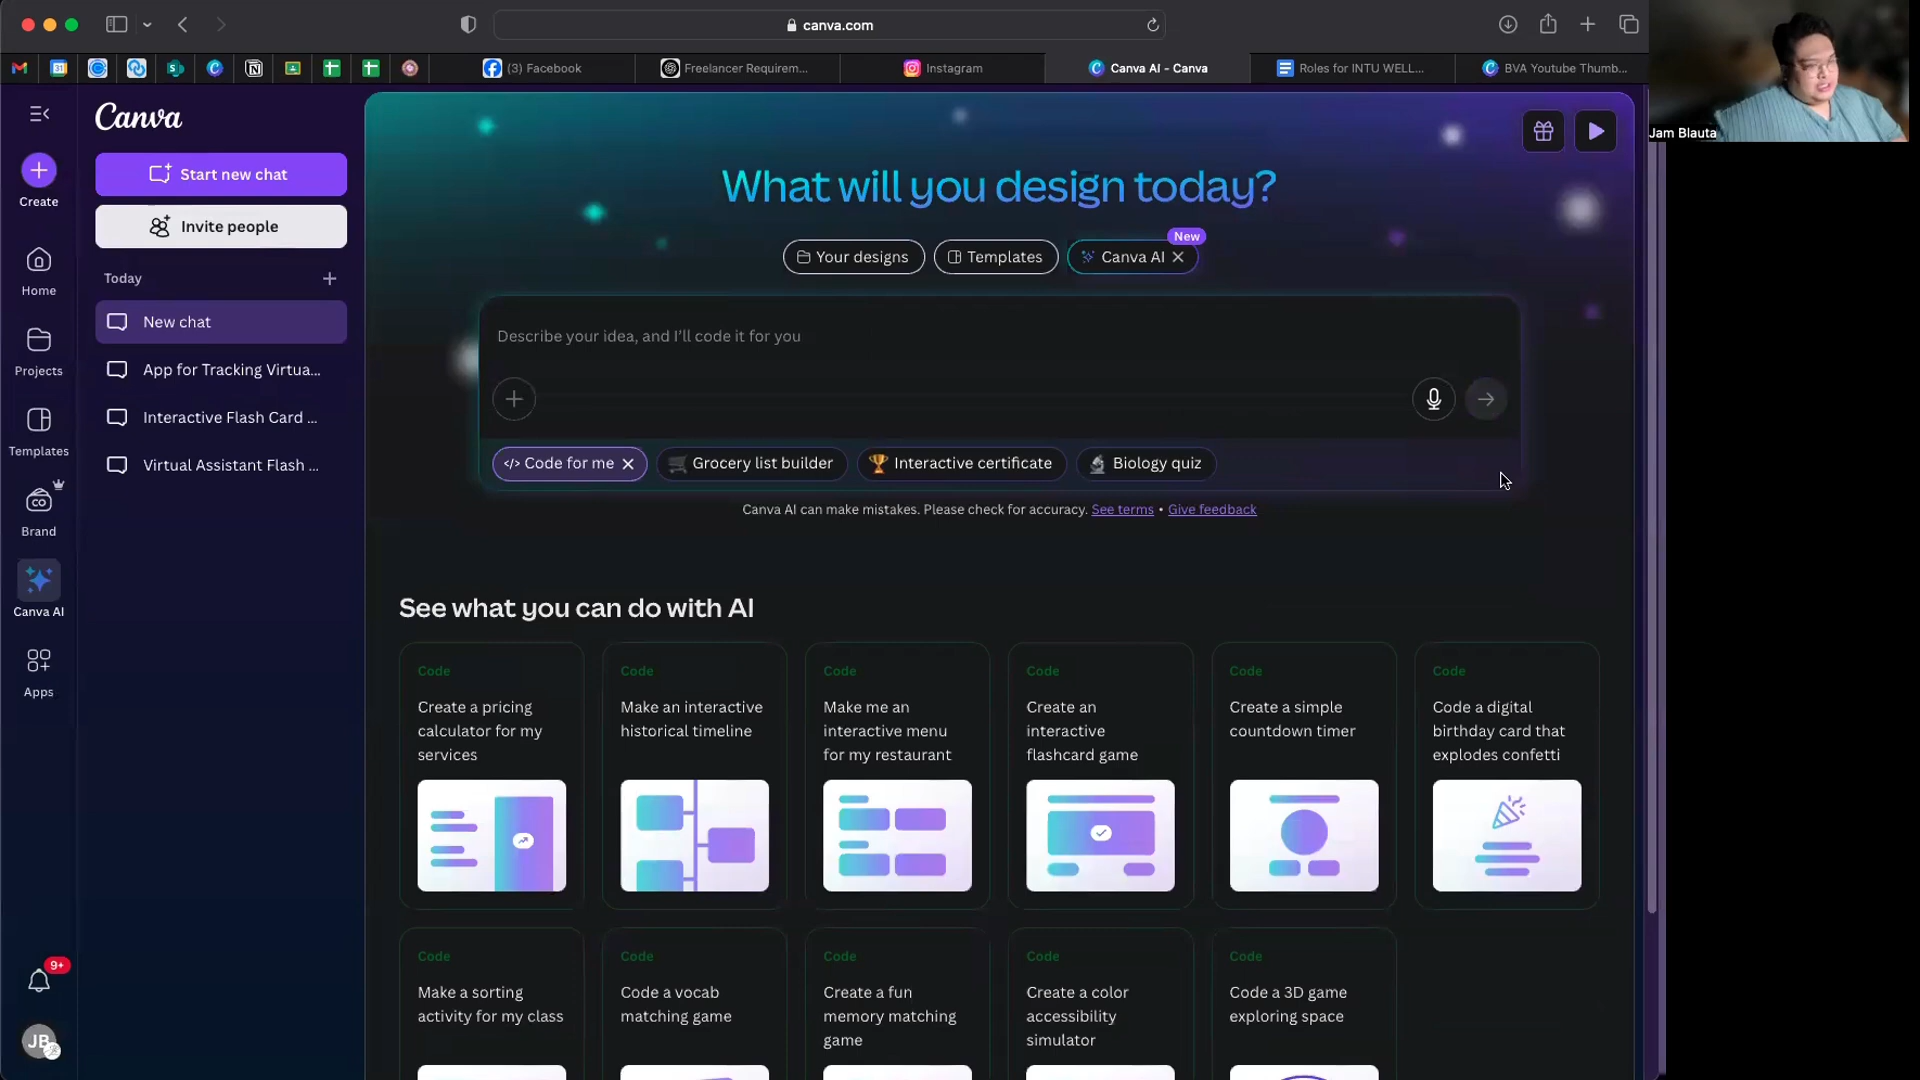 canva.com
(3) Facebook
Freelancer Requirem...
Instagram
Canva AI - Canva
Roles for INTU WELL...
BVA Youtube Thumb...
Jam Blauta
Create
Home
Projects
Templates
Brand
Canva AI
Apps
9+
JB
Canva
Start new chat
Invite people
Today
New chat
App for Tracking Virtua...
Interactive Flash Card ...
Virtual Assistant Flash ...
What will you design today?
Your designs
Templates
Canva AI
New
Describe your idea, and I'll code it for you
</> Code for me
Grocery list builder
Interactive certificate
Biology quiz
Canva AI can make mistakes. Please check for accuracy. See terms • Give feedback
See what you can do with AI
Code
Create a pricing
calculator for my
services
Code
Make an interactive
historical timeline
Code
Make me an
interactive menu
for my restaurant
Code
Create an
interactive
flashcard game
Code
Create a simple
countdown timer
Code
Code a digital
birthday card that
explodes confetti
Code
Make a sorting
activity for my class
Code
Code a vocab
matching game
Code
Create a fun
memory matching
game
Code
Create a color
accessibility
simulator
Code
Code a 3D game
exploring space